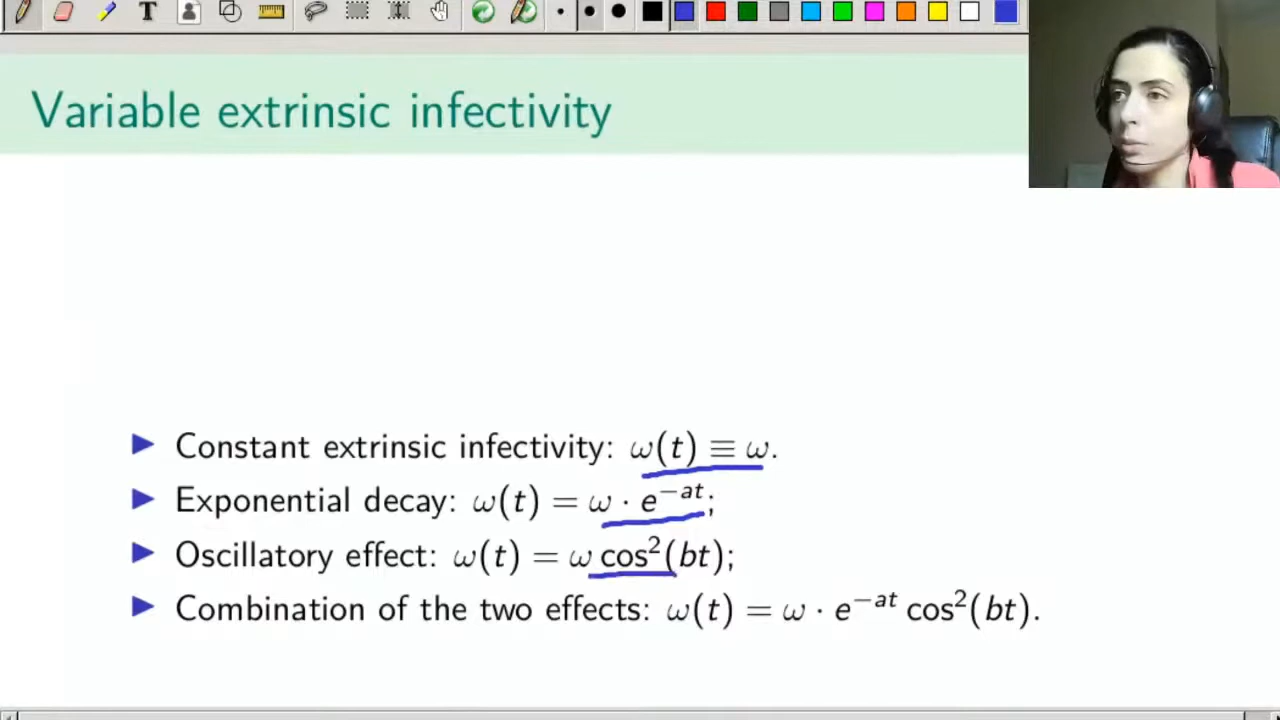 T
Variable extrinsic infectivity
▶ Constant extrinsic infectivity: ω(t) ≡ ω.
▶ Exponential decay: ω(t) = ω · e^{−at};
▶ Oscillatory effect: ω(t) = ω cos²(bt);
▶ Combination of the two effects: ω(t) = ω · e^{−at} cos²(bt).